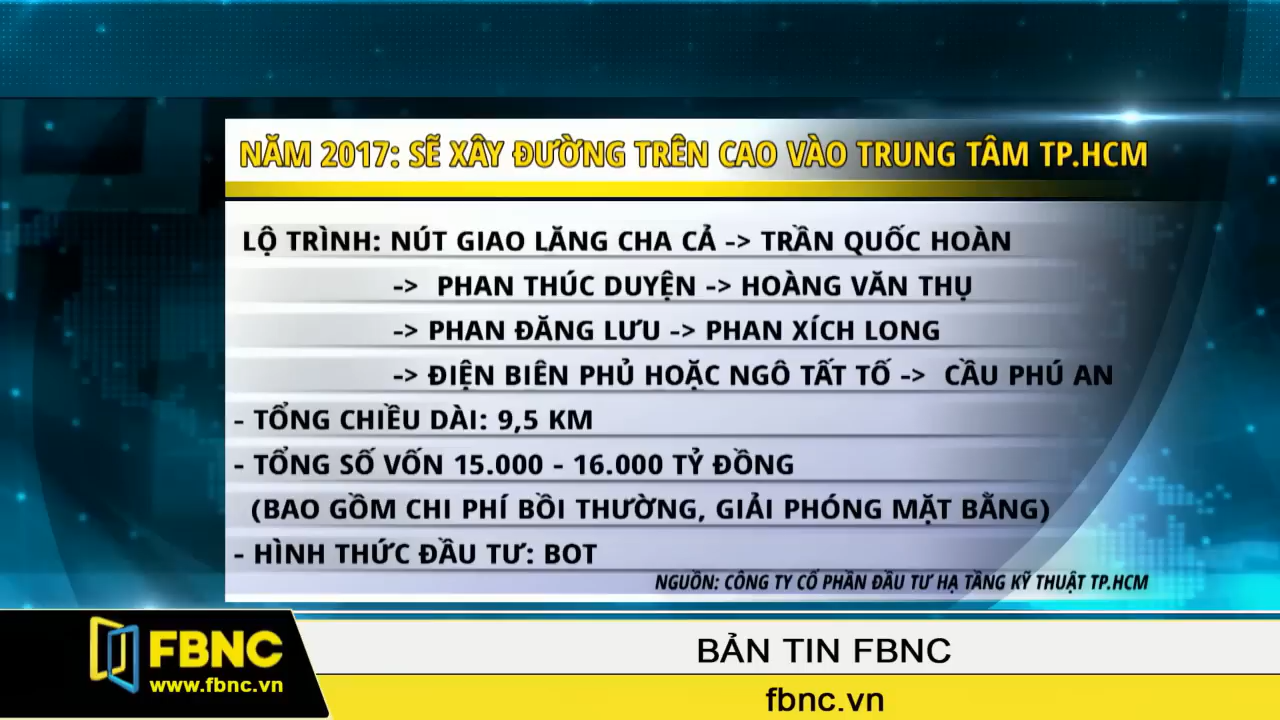 NĂM 2017: SẼ XÂY ĐƯỜNG TRÊN CAO VÀO TRUNG TÂM TP.HCM
LỘ TRÌNH: NÚT GIAO LĂNG CHA CẢ -> TRẦN QUỐC HOÀN
-> PHAN THÚC DUYỆN -> HOÀNG VĂN THỤ
-> PHAN ĐĂNG LƯU -> PHAN XÍCH LONG
-> ĐIỆN BIÊN PHỦ HOẶC NGÔ TẤT TỐ -> CẦU PHÚ AN
- TỔNG CHIỀU DÀI: 9,5 KM
- TỔNG SỐ VỐN 15.000 - 16.000 TỶ ĐỒNG
(BAO GỒM CHI PHÍ BỒI THƯỜNG, GIẢI PHÓNG MẶT BẰNG)
- HÌNH THỨC ĐẦU TƯ: BOT
NGUỒN: CÔNG TY CỔ PHẦN ĐẦU TƯ HẠ TẦNG KỸ THUẬT TP.HCM
FBNC
www.fbnc.vn
BẢN TIN FBNC
fbnc.vn